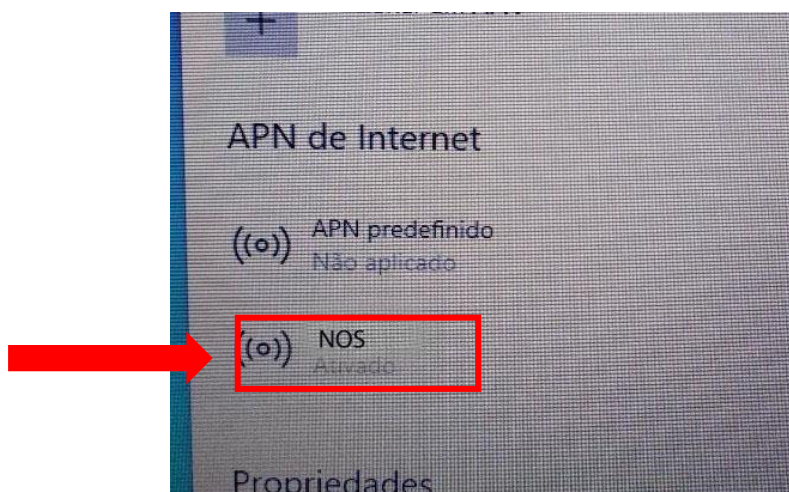 APN de Internet
APN predefinido
Não aplicado
NOS
Ativado
Propriedades